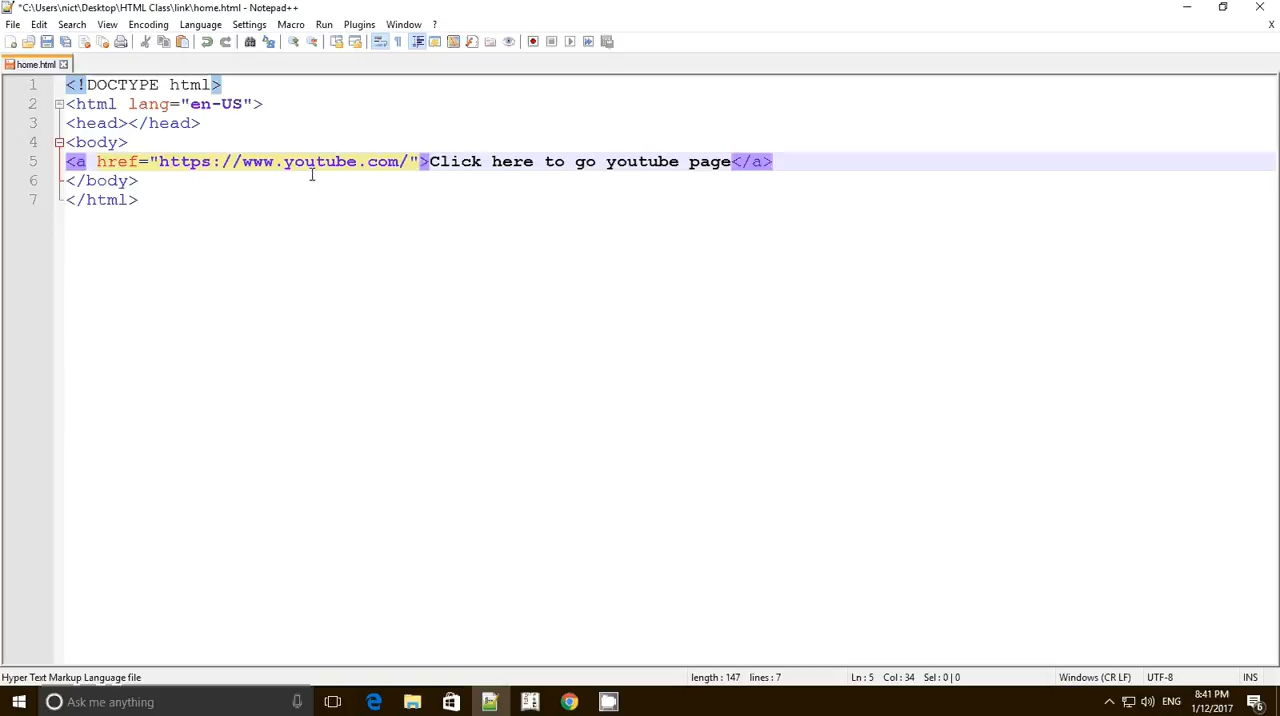 *C:\Users\nict\Desktop\HTML Class\link\home.html - Notepad++
File Edit Search View Encoding Language Settings Macro Run Plugins Window ?
X
home.html
1 <!DOCTYPE html>
2 <html lang="en-US">
3 <head></head>
4 <body>
5 <a href="https://www.youtube.com/">Click here to go youtube page</a>
6 </body>
7 </html>
Hyper Text Markup Language file length : 147 lines : 7 Ln : 5 Col : 34 Sel : 0 | 0 Windows (CR LF) UTF-8 INS
Ask me anything ENG 8:41 PM
1/12/2017 6